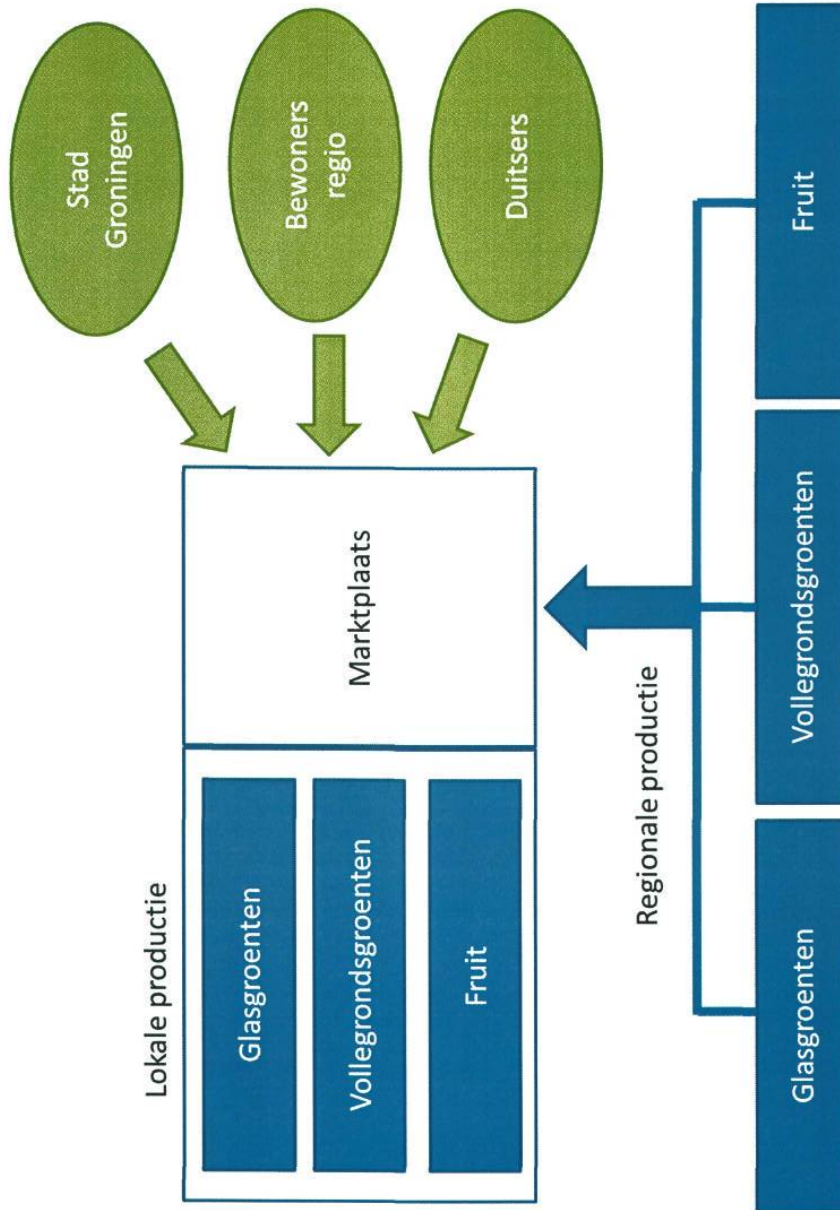 Lokale productie
Glasgroenten
Vollegrondsgroenten
Fruit
Marktplaats
Stad
Groningen
Bewoners
regio
Duitsers
Regionale productie
Glasgroenten
Vollegrondsgroenten
Fruit